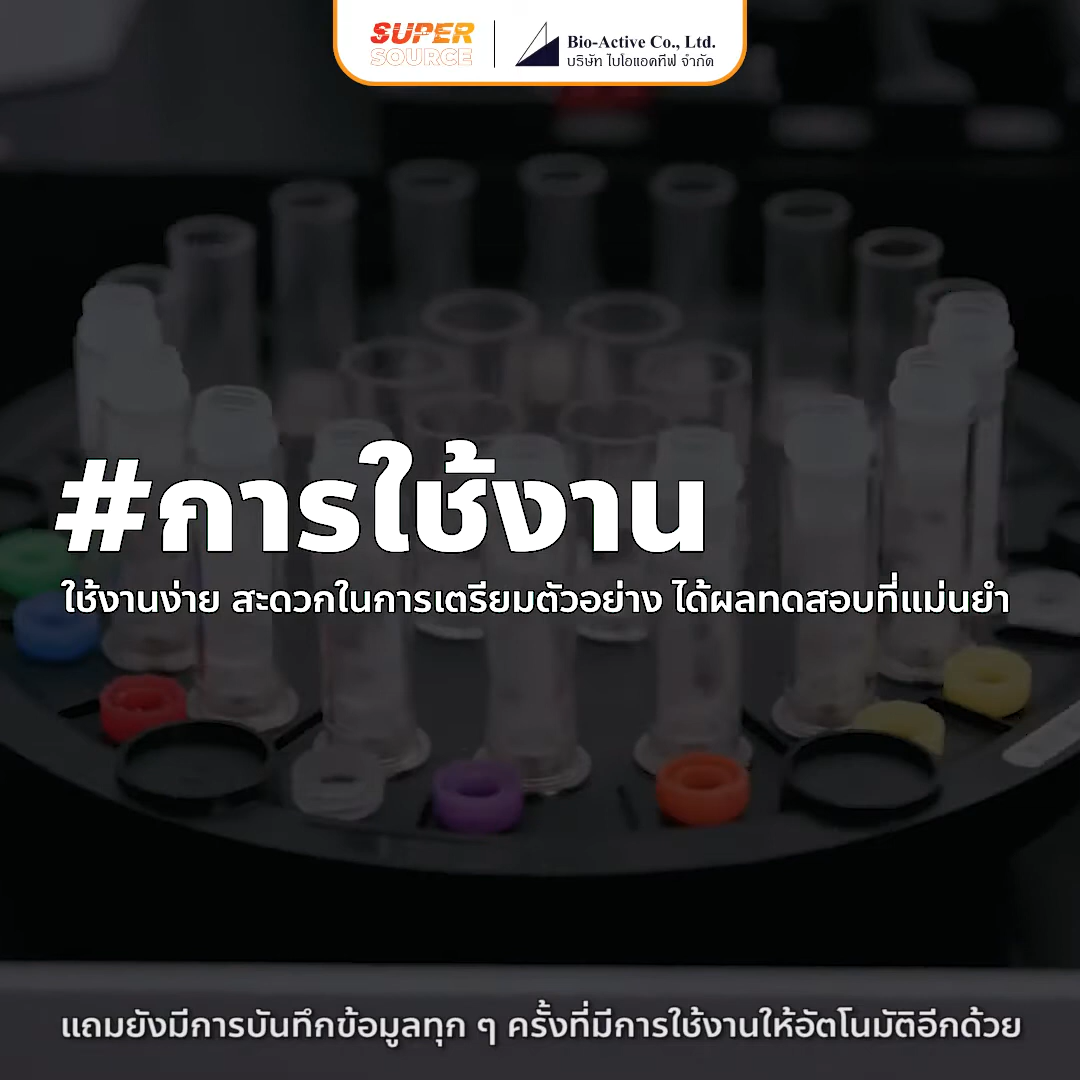 SUPER
SOURCE
Bio-Active Co., Ltd.
บริษัท ไบโอแอคทีฟ จำกัด
#การใช้งาน
ใช้งานง่าย สะดวกในการเตรียมตัวอย่าง ได้ผลทดสอบที่แม่นยำ
แถมยังมีการบันทึกข้อมูลทุก ๆ ครั้งที่มีการใช้งานให้อัตโนมัติอีกด้วย